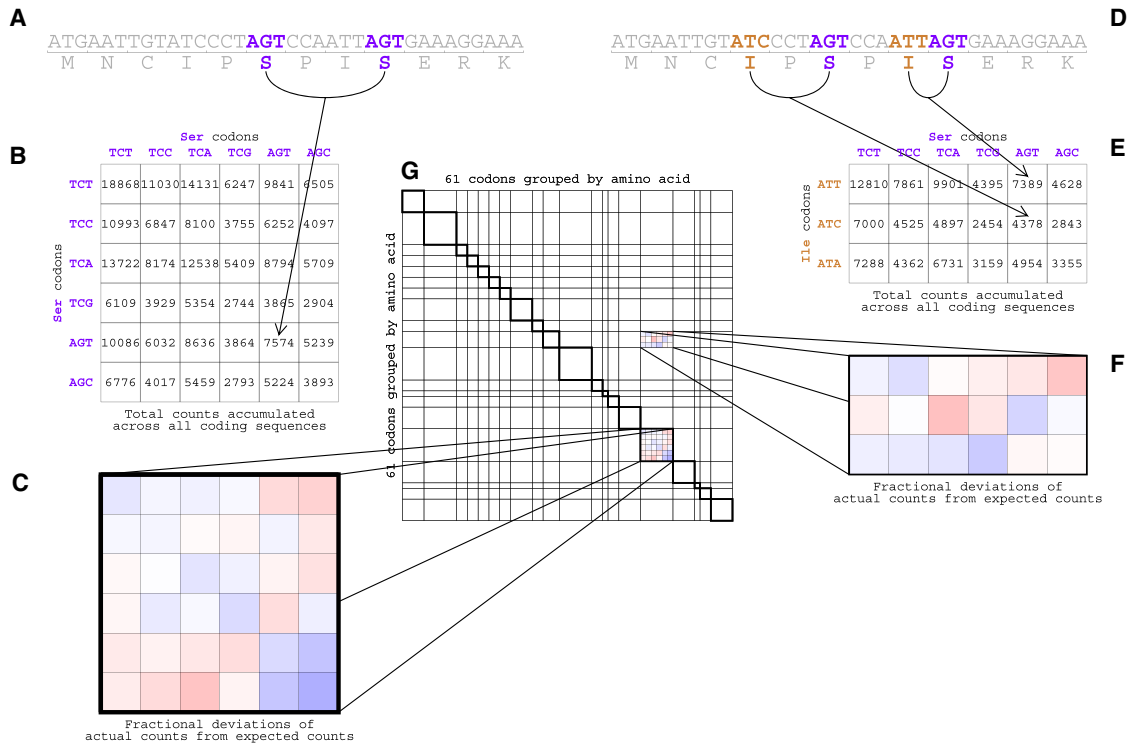 A
ATGAATTGTATCCCTAGTCCAATTAGTGAAAGGAAA
M N C I P S P I S E R K
D
ATGAATTGTATCCCTAGTCCAATTAGTGAAAGGAAA
M N C I P S P I S E R K
B
Ser codons
TCT TCC TCA TCG AGT AGC
Ser codons
TCT 18868 11030 14131 6247 9841 6505
TCC 10993 6847 8100 3755 6252 4097
TCA 13722 8174 12538 5409 8794 5709
TCG 6109 3929 5354 2744 3865 2904
AGT 10086 6032 8636 3864 7574 5239
AGC 6776 4017 5459 2793 5224 3893
Total counts accumulated
across all coding sequences
E
Ser codons
TCT TCC TCA TCG AGT AGC
Ile codons
ATT 12810 7861 9901 4395 7389 4628
ATC 7000 4525 4897 2454 4378 2843
ATA 7288 4362 6731 3159 4954 3355
Total counts accumulated
across all coding sequences
G
61 codons grouped by amino acid
61 codons grouped by amino acid
C
Fractional deviations of
actual counts from expected counts
F
Fractional deviations of
actual counts from expected counts